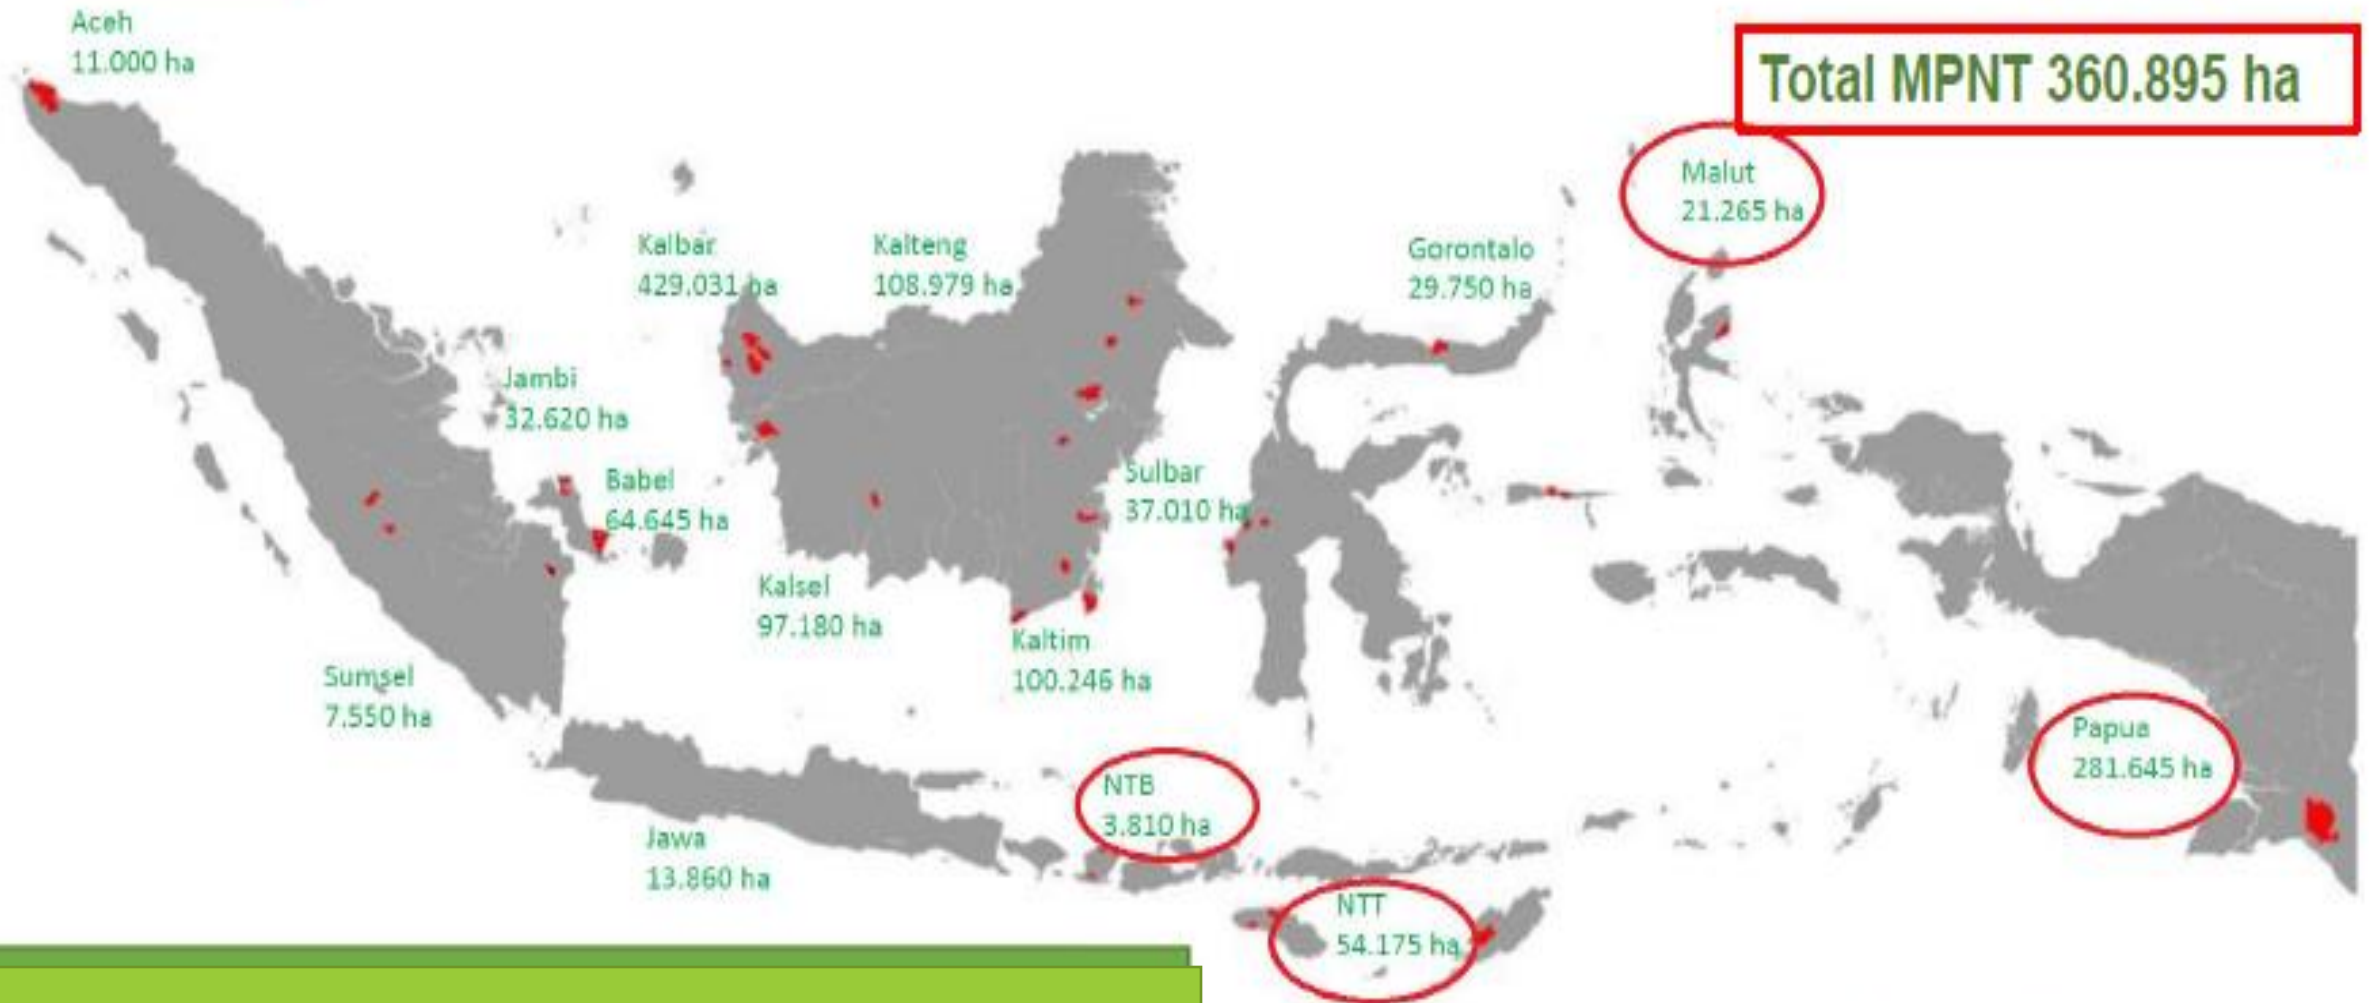 Aceh
11.000 ha
Total MPNT 360.895 ha
Malut
21.265 ha
Kalbar
429.031 ha
Kalteng
108.979 ha
Gorontalo
29.750 ha
Jambi
32.620 ha
Babel
64.645 ha
Sulbar
37.010 ha
Kalsel
97.180 ha
Kaltim
100.246 ha
Sumsel
7.550 ha
Papua
281.645 ha
NTB
3.810 ha
Jawa
13.860 ha
NTT
54.175 ha